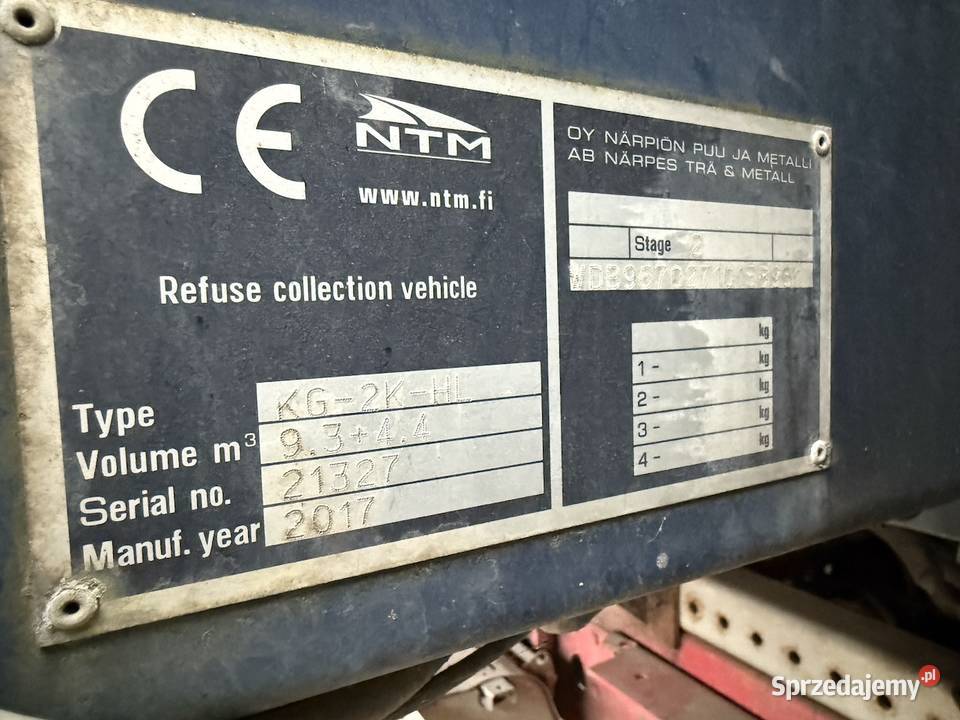 CE
NTM
www.ntm.fi
Refuse collection vehicle
Type KG-2K-HL
Volume m³ 9.3+4.4
Serial no. 21327
Manuf. year 2017
OY NÄRPIÖN PUU JA METALLI
AB NÄRPES TRÄ & METALL
Stage 2
kg
1 - kg
2 - kg
3 - kg
4 - kg
Sprzedajemy.pl